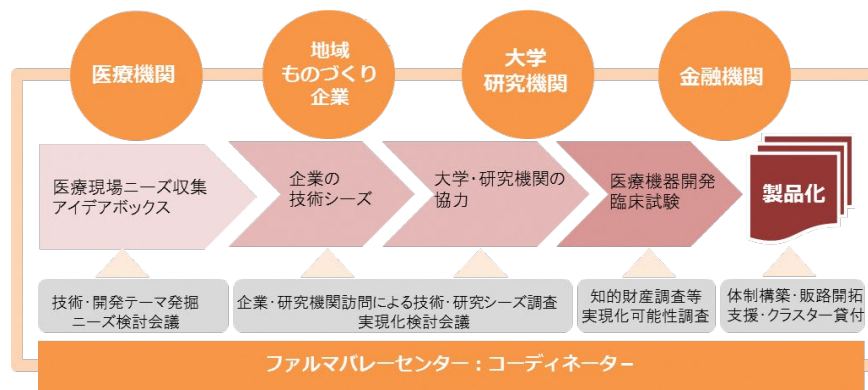 医療機関
地域
ものづくり
企業
大学
研究機関
金融機関
医療現場ニーズ収集
アイデアボックス
企業の
技術シーズ
大学・研究機関の
協力
医療機器開発
臨床試験
製品化
技術・開発テーマ発掘
ニーズ検討会議
企業・研究機関訪問による技術・研究シーズ調査
実現化検討会議
知的財産調査等
実現化可能性調査
体制構築・販路開拓
支援・クラスター貸付
ファルマバレーセンター：コーディネーター